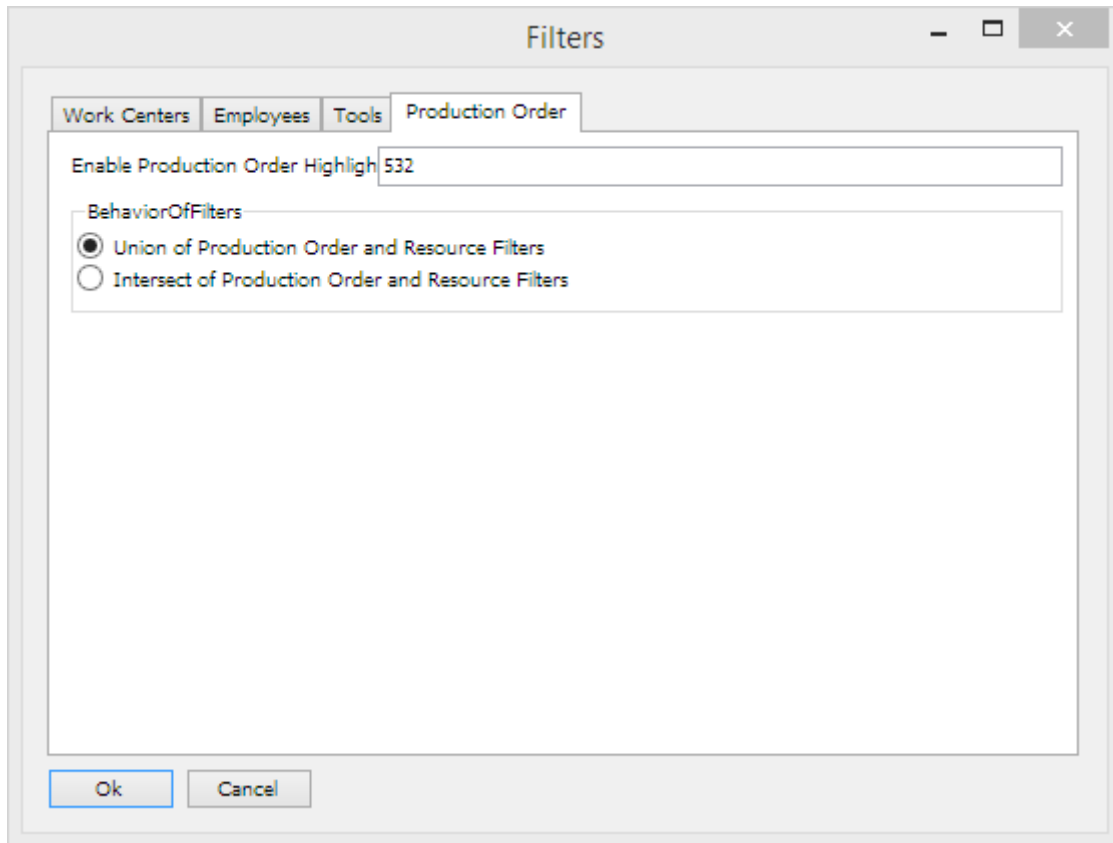 Filters
Work Centers Employees Tools Production Order
Enable Production Order Highligh 532
BehaviorOfFilters
Union of Production Order and Resource Filters
Intersect of Production Order and Resource Filters
Ok Cancel